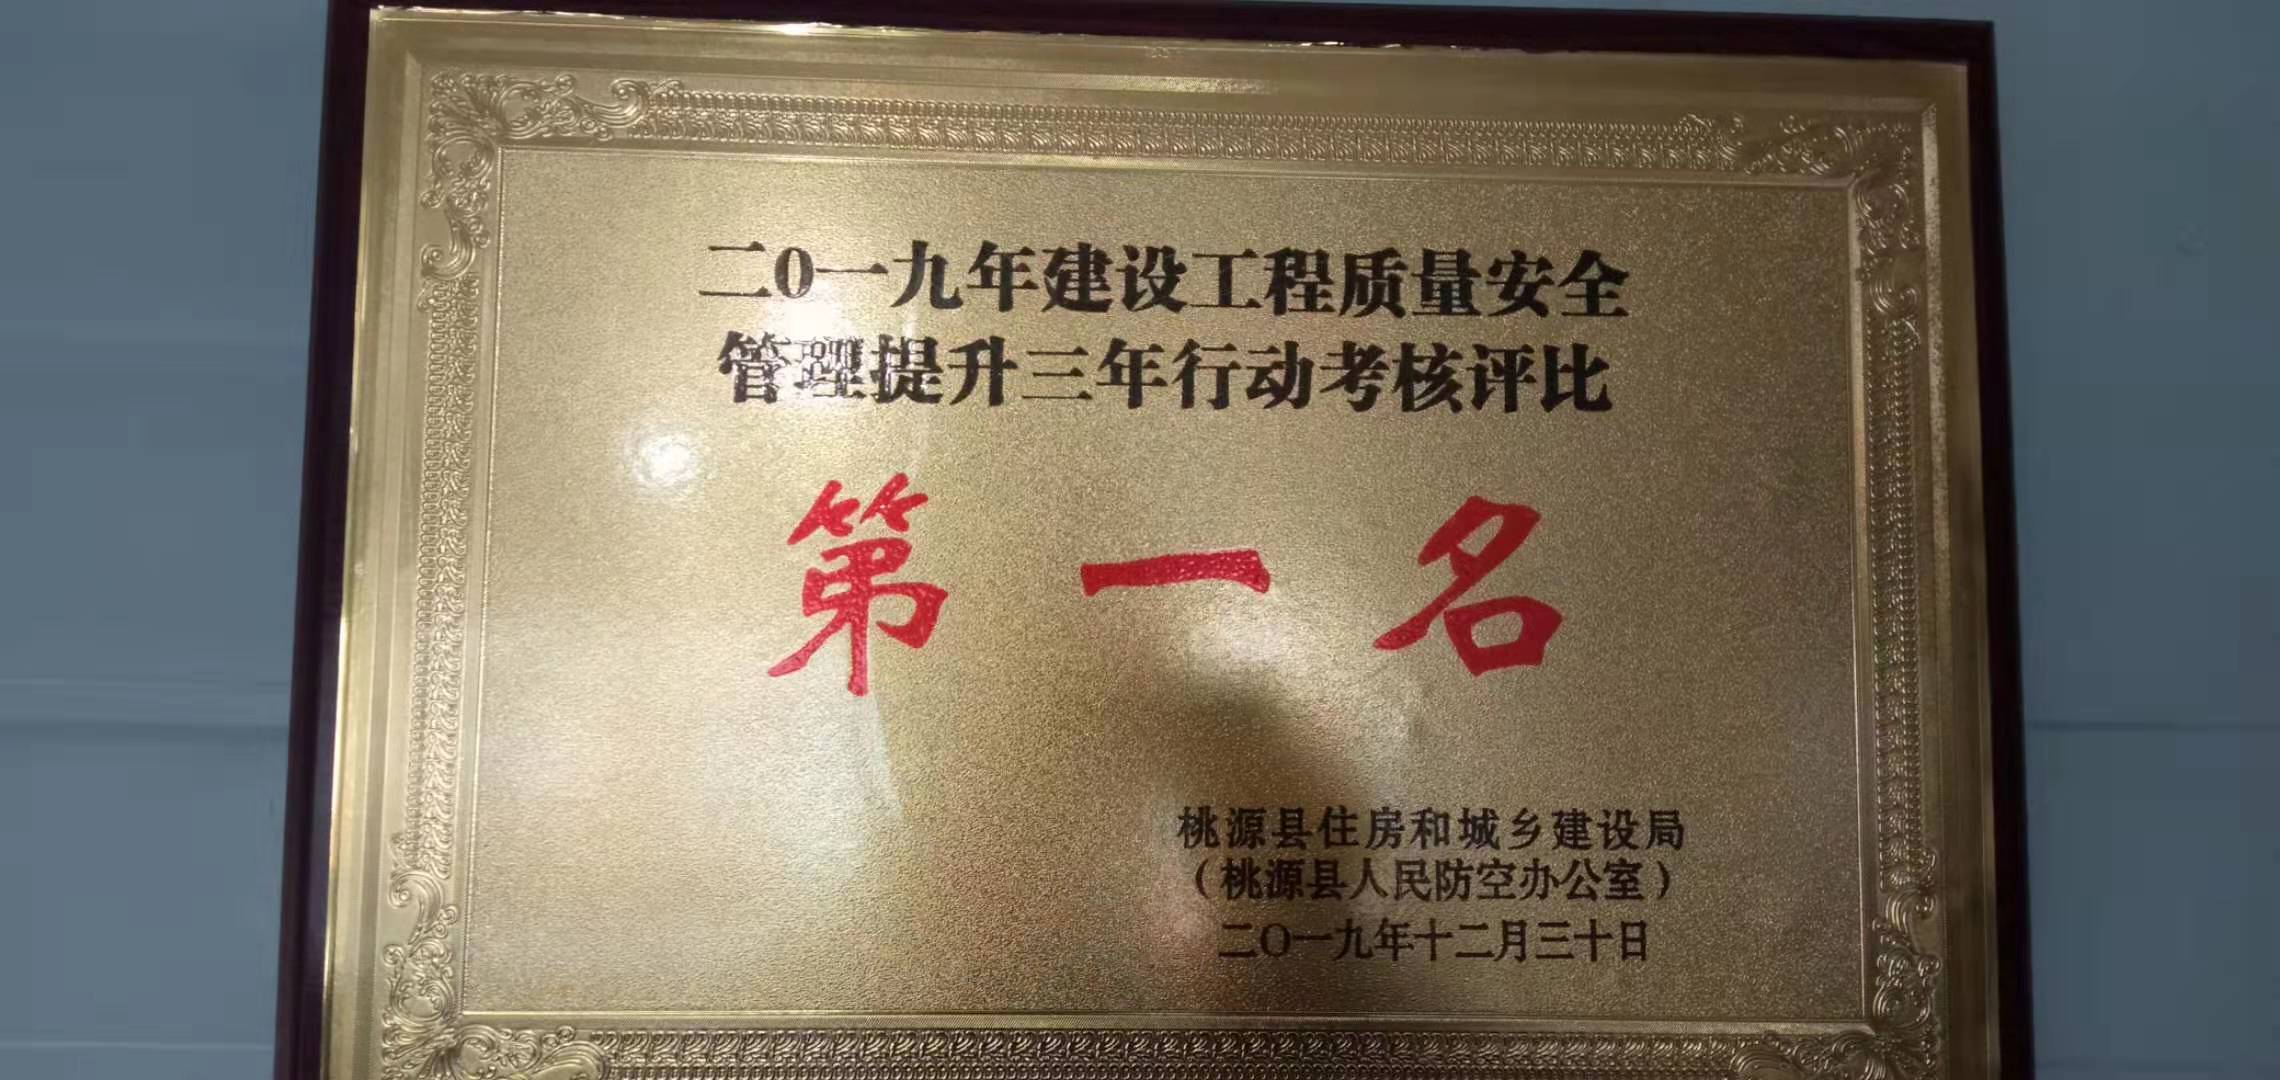 二0一九年建设工程质量安全
管理提升三年行动考核评比
第一名
桃源县住房和城乡建设局
（桃源县人民防空办公室）
二O一九年十二月三十日